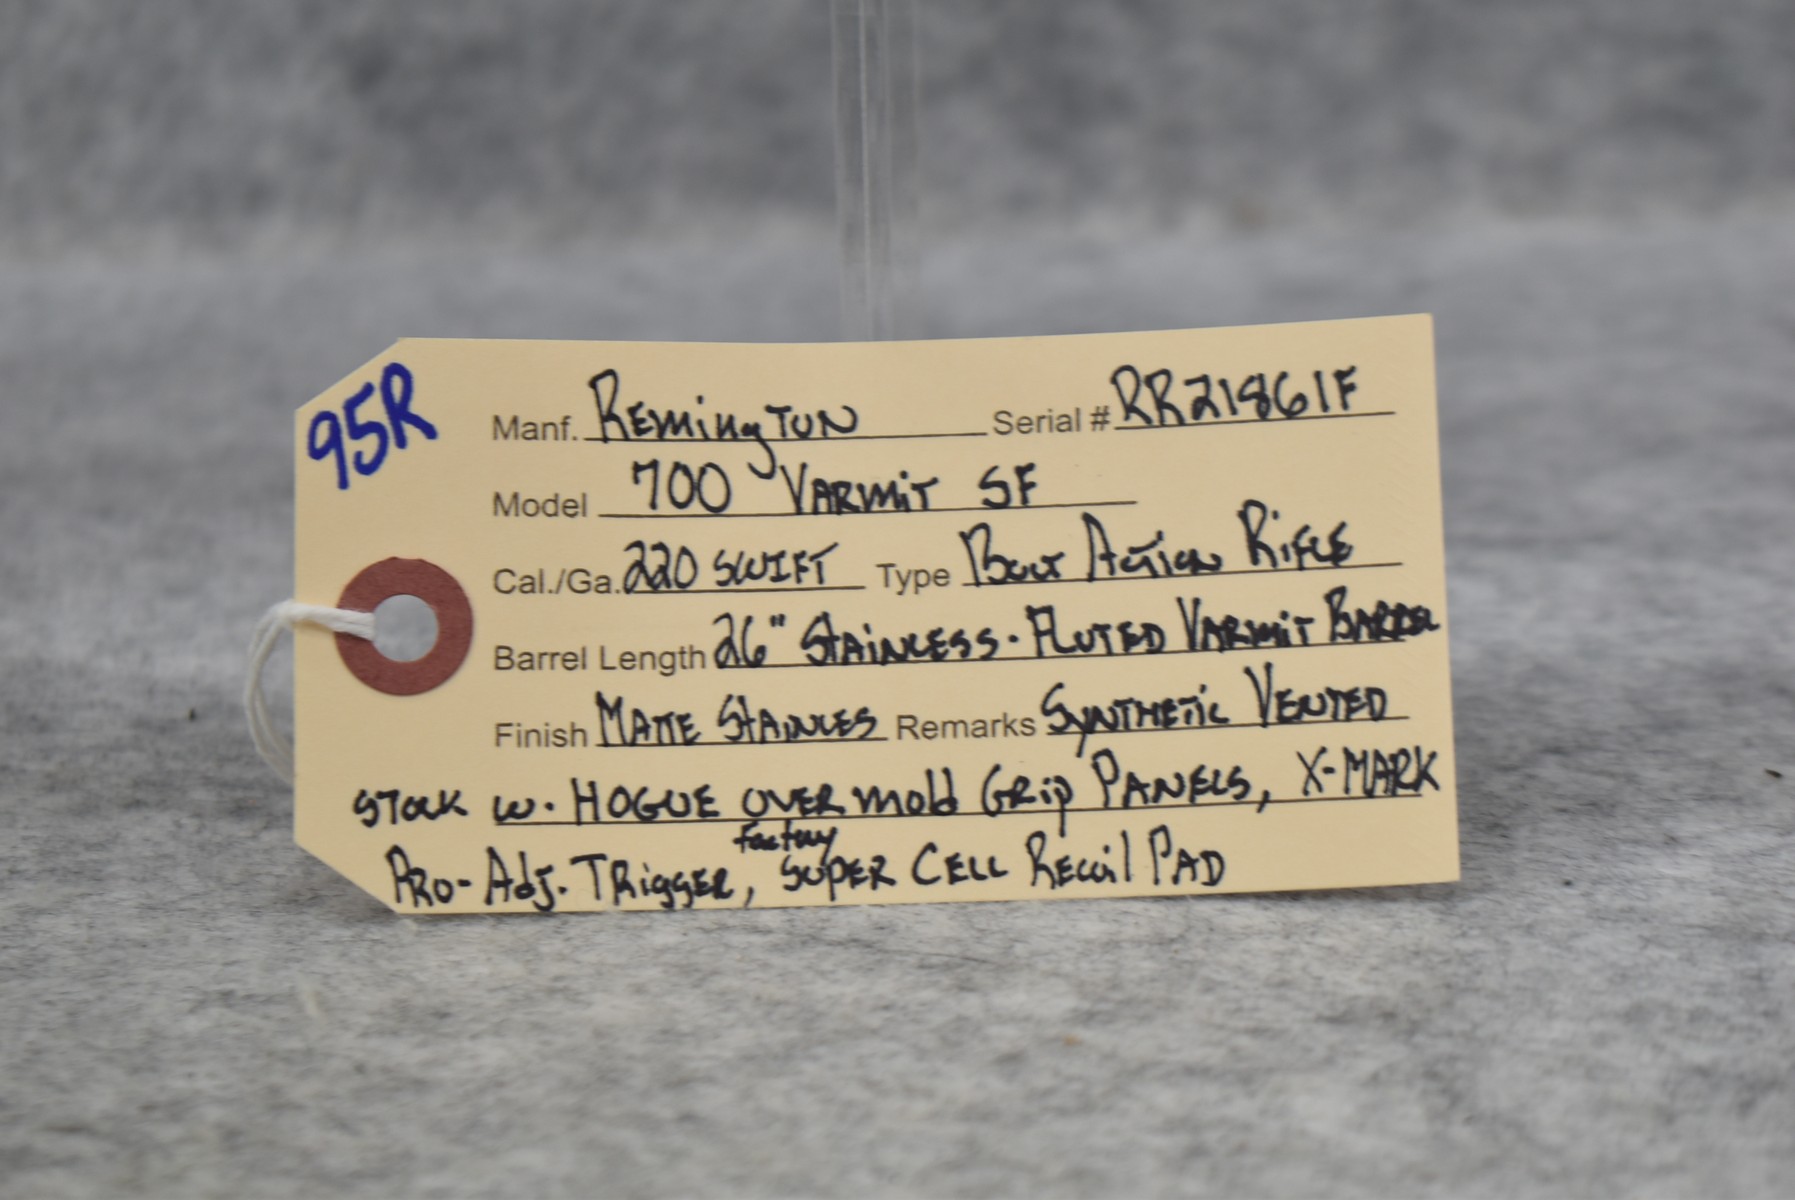 95R
Manf. Remington Serial # RR21861F
Model 700 Varmit SF
Cal./Ga. 220 SWIFT Type Bolt Action Rifle
Barrel Length 26" Stainless - Fluted Varmit Barrel
Finish Matte Stainles Remarks Synthetic Vented
Stock w. HOGUE OVER mold Grip Panels, X-MARK
Factory
Pro-Adj. Trigger, Super Cell Recoil Pad